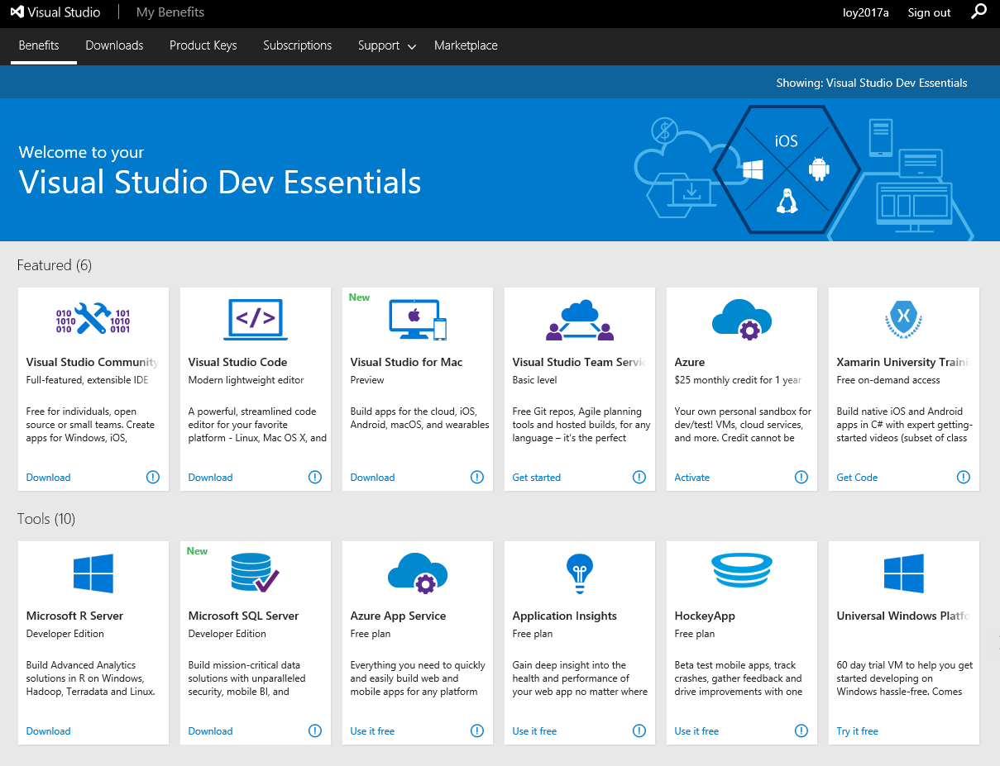 Visual Studio My Benefits loy2017a Sign out
Benefits Downloads Product Keys Subscriptions Support Marketplace
Showing: Visual Studio Dev Essentials
Welcome to your
Visual Studio Dev Essentials
iOS
Featured (6)
010 101
1010 1010
010 0101
Visual Studio Community
Full-featured, extensible IDE
Free for individuals, open
source or small teams. Create
apps for Windows, iOS,
Download
</>
Visual Studio Code
Modern lightweight editor
A powerful, streamlined code
editor for your favorite
platform - Linux, Mac OS X, and
Download
New
Visual Studio for Mac
Preview
Build apps for the cloud, iOS,
Android, macOS, and wearables
Download
Visual Studio Team Servic
Basic level
Free Git repos, Agile planning
tools and hosted builds, for any
language – it's the perfect
Get started
Azure
$25 monthly credit for 1 year
Your own personal sandbox for
dev/test! VMs, cloud services,
and more. Credit cannot be
Activate
X
Xamarin University Traini
Free on-demand access
Build native iOS and Android
apps in C# with expert getting-
started videos (subset of class
Get Code
Tools (10)
Microsoft R Server
Developer Edition
Build Advanced Analytics
solutions in R on Windows,
Hadoop, Terradata and Linux.
Download
New
Microsoft SQL Server
Developer Edition
Build mission-critical data
solutions with unparalleled
security, mobile BI, and
Download
Azure App Service
Free plan
Everything you need to quickly
and easily build web and
mobile apps for any platform
Use it free
Application Insights
Free plan
Gain deep insight into the
health and performance of
your web app no matter where
Use it free
HockeyApp
Free plan
Beta test mobile apps, track
crashes, gather feedback and
drive improvements with one
Use it free
Universal Windows Platfo
60 day trial VM to help you get
started developing on
Windows hassle-free. Comes
Try it free